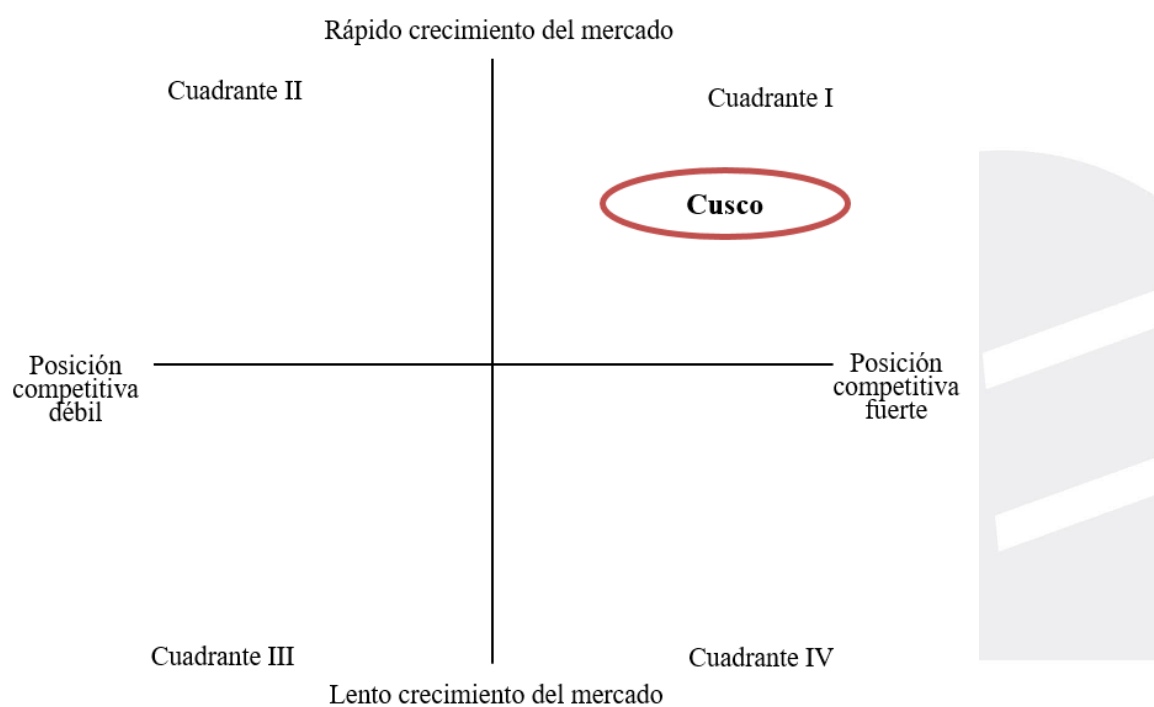 Rápido crecimiento del mercado
Cuadrante II
Cuadrante I
Cusco
Posición
competitiva
débil
Posición
competitiva
fuerte
Cuadrante III
Cuadrante IV
Lento crecimiento del mercado